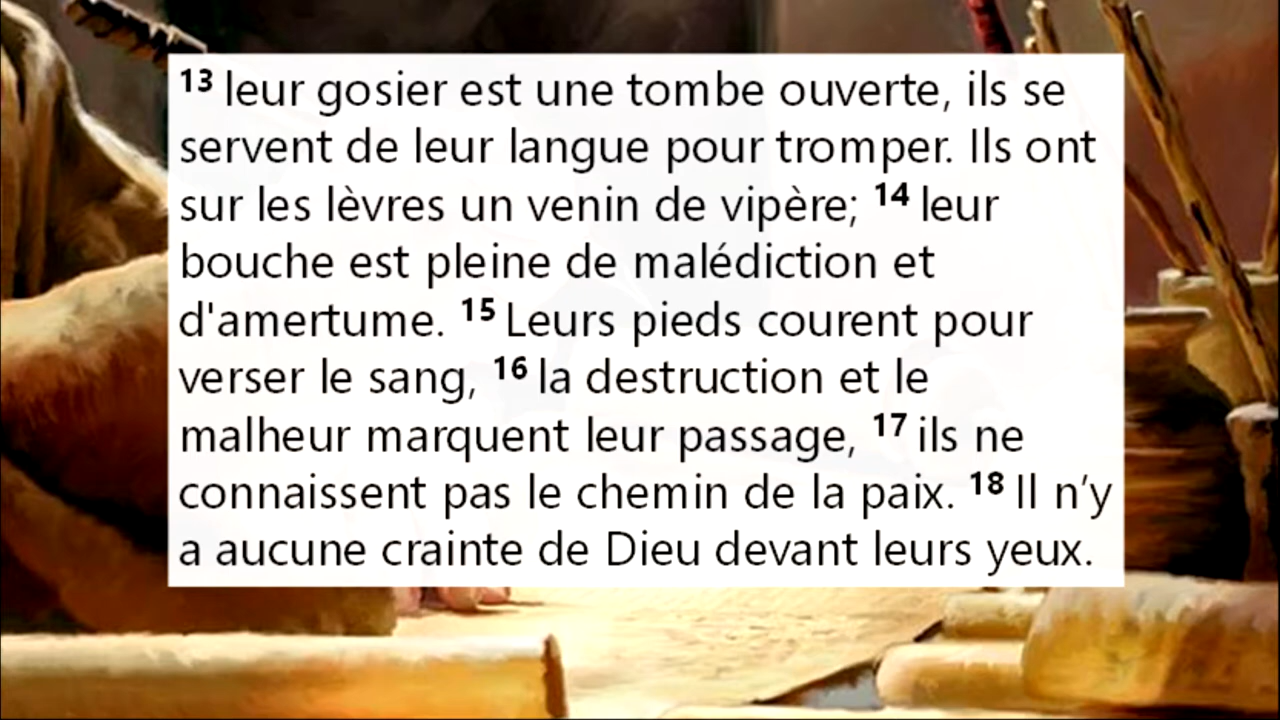 13 leur gosier est une tombe ouverte, ils se
servent de leur langue pour tromper. Ils ont
sur les lèvres un venin de vipère; 14 leur
bouche est pleine de malédiction et
d'amertume. 15 Leurs pieds courent pour
verser le sang, 16 la destruction et le
malheur marquent leur passage, 17 ils ne
connaissent pas le chemin de la paix. 18 Il n’y
a aucune crainte de Dieu devant leurs yeux.